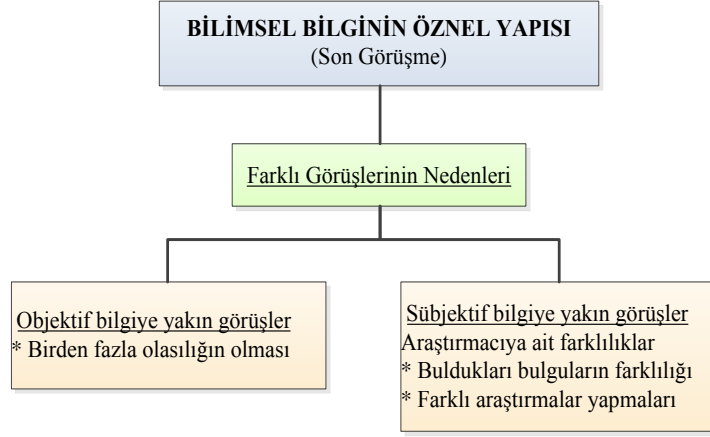 BİLİMSEL BİLGİNİN ÖZNEL YAPISI
(Son Görüşme)
Farklı Görüşlerinin Nedenleri
Objektif bilgiye yakın görüşler
* Birden fazla olasılığın olması
Sübjektif bilgiye yakın görüşler
Araştırmacıya ait farklılıklar
* Buldukları bulguların farklılığı
* Farklı araştırmalar yapmaları